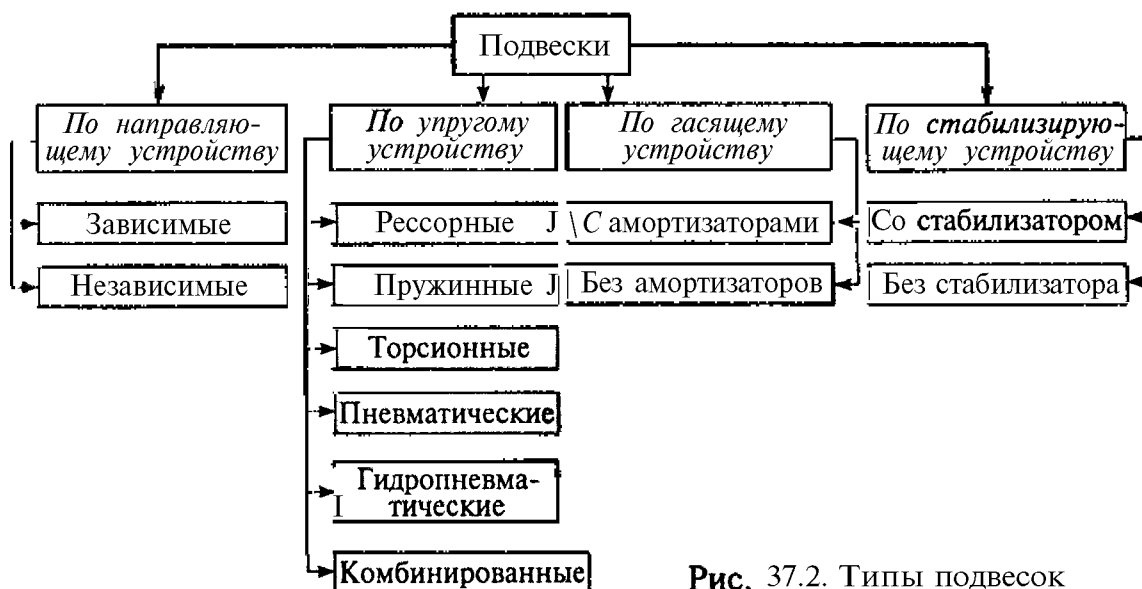 Подвески
По направляю-
щему устройству
По упругому
устройству
По гасящему
устройству
По стабилизирую-
щему устройству
Зависимые
Рессорные J
\ С амортизаторами
Со стабилизатором
Независимые
Пружинные J
Без амортизаторов
Без стабилизатора
Торсионные
Пневматические
Гидропневма-
I тические
Комбинированные
Рис. 37.2. Типы подвесок